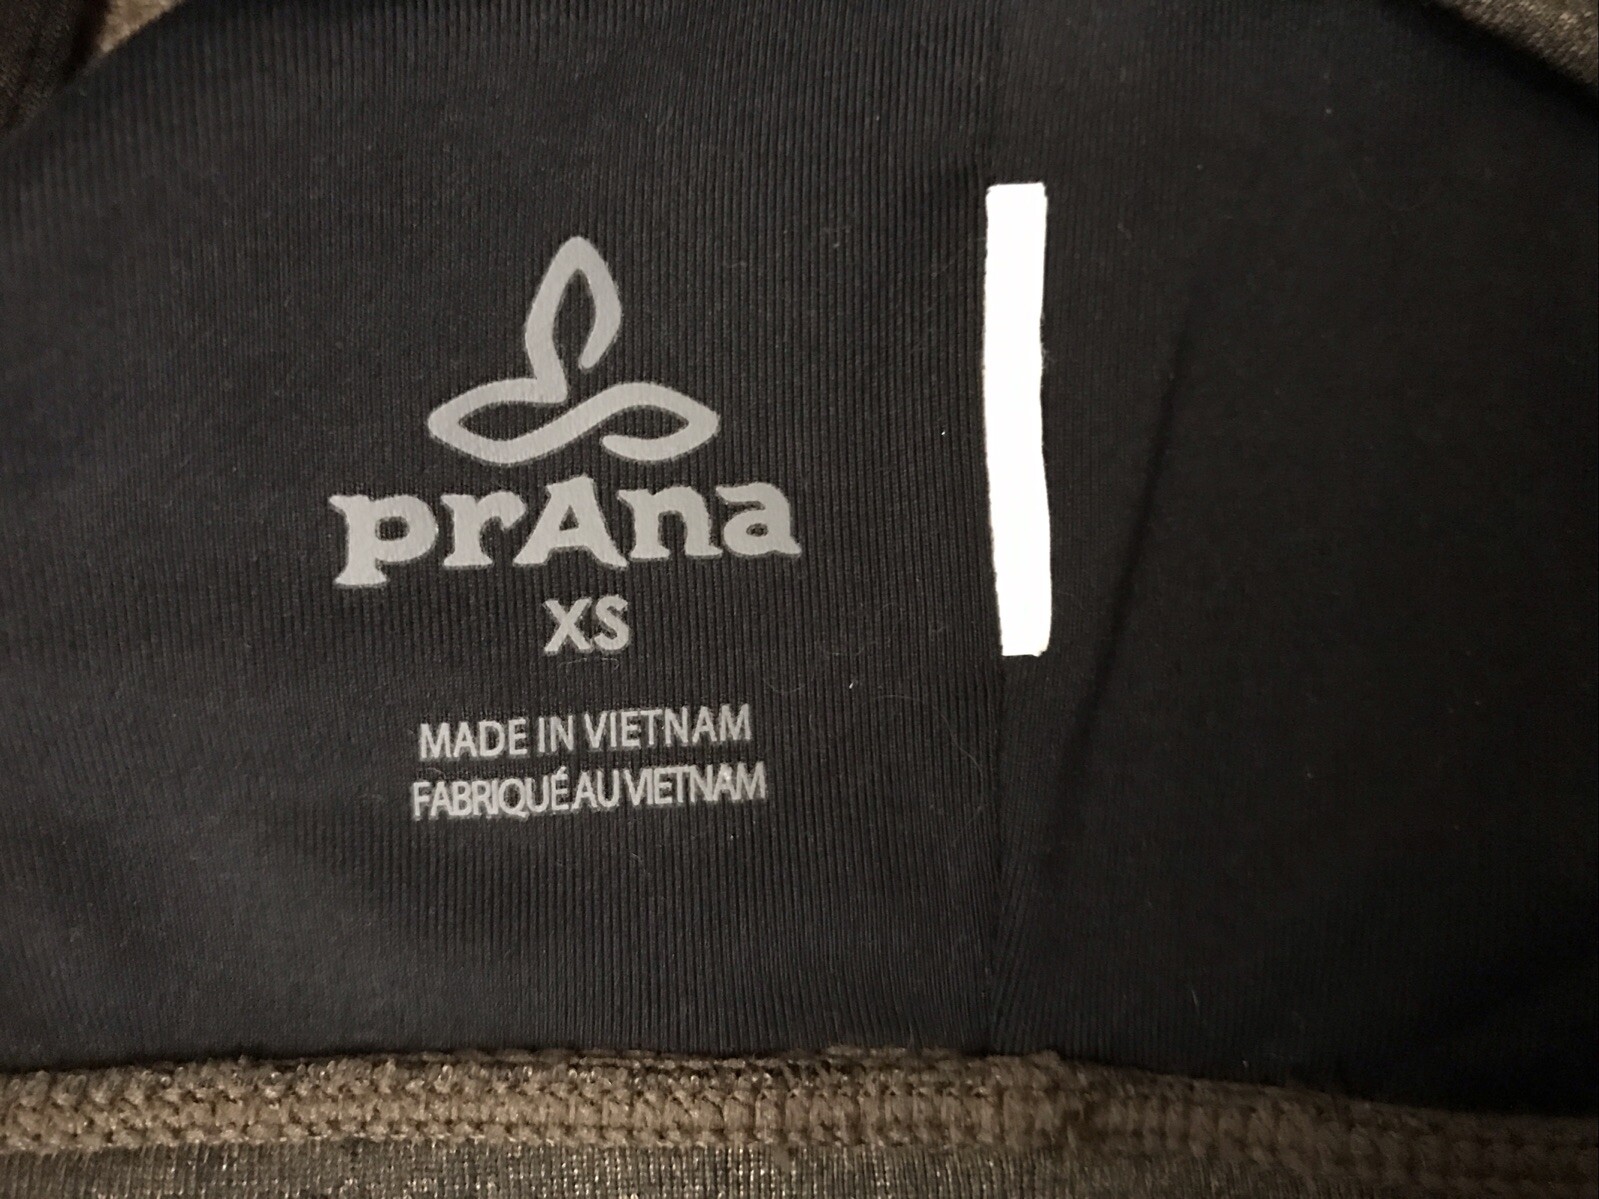 prAna
XS
MADE IN VIETNAM
FABRIQUÉ AU VIETNAM